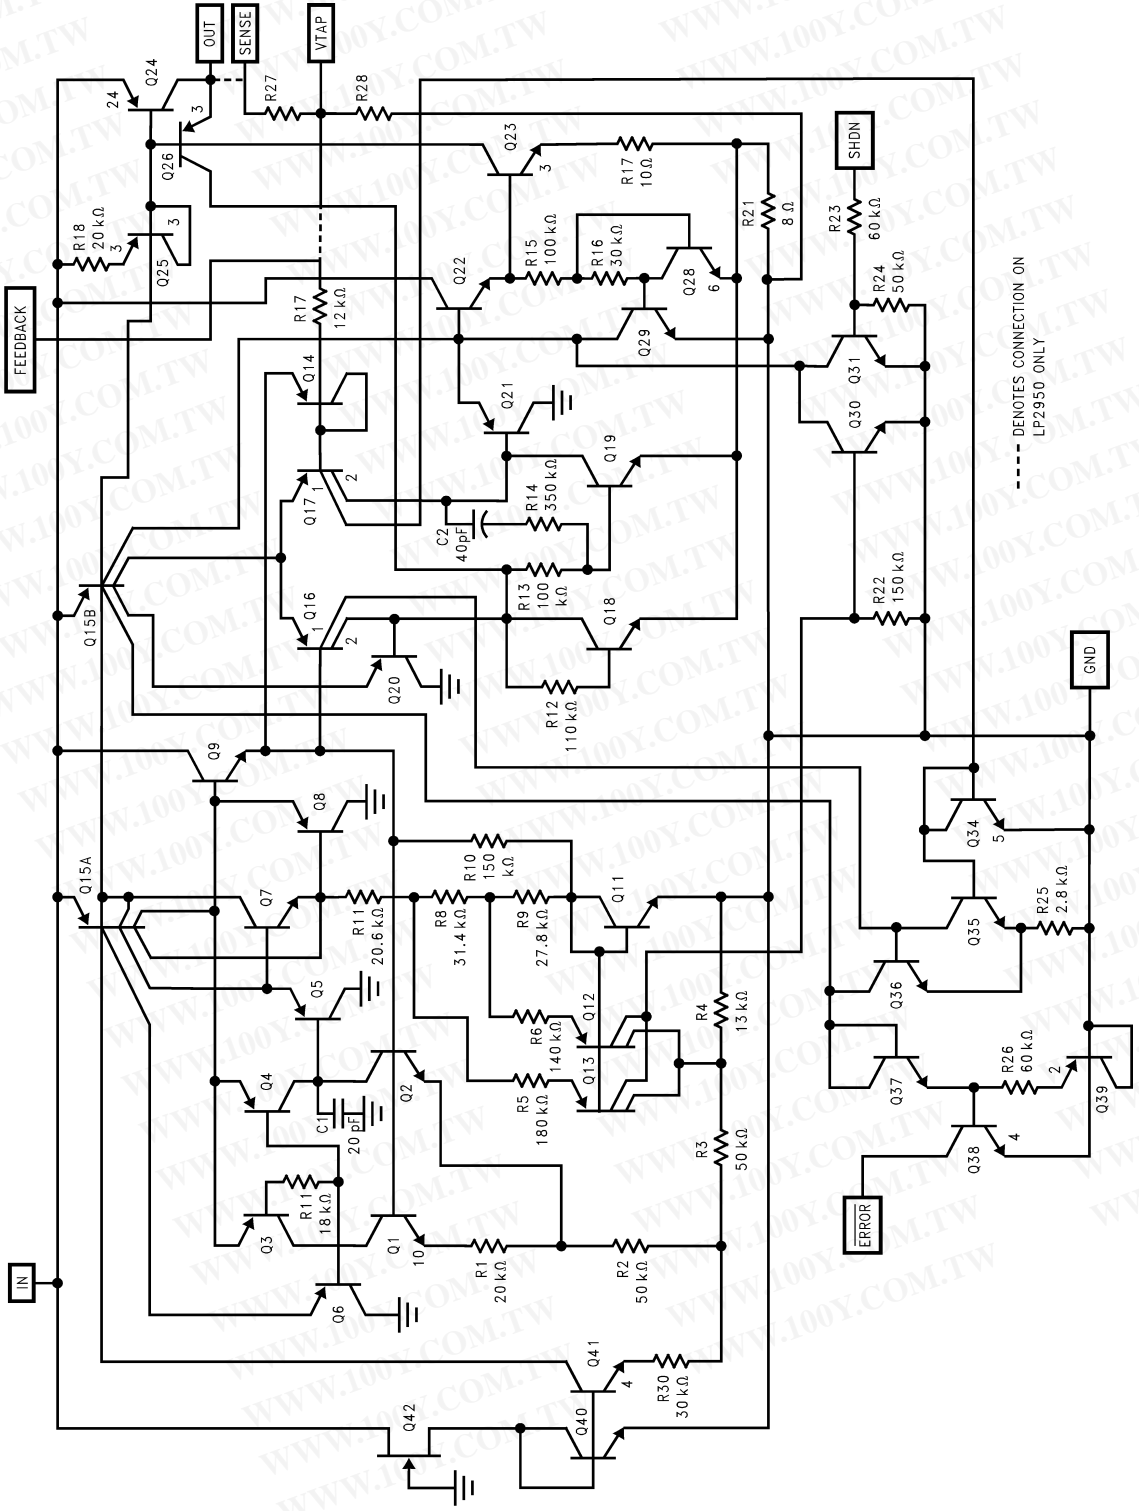 IN
FEEDBACK
OUT
SENSE
VTAP
Q24
24
Q26
3
R27
R28
R18
20 kΩ
3
Q25
3
Q23
3
R17
10Ω
R21
8 Ω
SHDN
R23
60 kΩ
R24
50 kΩ
R17
12 kΩ
Q22
R15
100 kΩ
R16
30 kΩ
Q28
6
Q29
Q14
Q21
Q31
Q30
DENOTES CONNECTION ON
LP2950 ONLY
Q17
1
2
C2
40pF
R14
350 kΩ
Q19
R13
100
kΩ
Q15B
Q16
1
2
Q18
Q20
R12
110 kΩ
R22
150 kΩ
GND
Q9
Q8
Q15A
Q7
R11
20.6 kΩ
R10
150
kΩ
R8
31.4 kΩ
R9
27.8 kΩ
Q11
Q34
5
Q35
R25
2.8 kΩ
Q36
Q5
Q4
Q2
C1
20 pF
R6
140 kΩ
Q12
Q13
R5
180 kΩ
R4
13 kΩ
R3
50 kΩ
Q37
R26
60 kΩ
2
Q39
Q38
4
ERROR
Q3
R11
18 kΩ
Q1
10
Q6
R1
20 kΩ
R2
50 kΩ
Q41
4
R30
30 kΩ
Q42
Q40
WWW.100Y.COM.TW